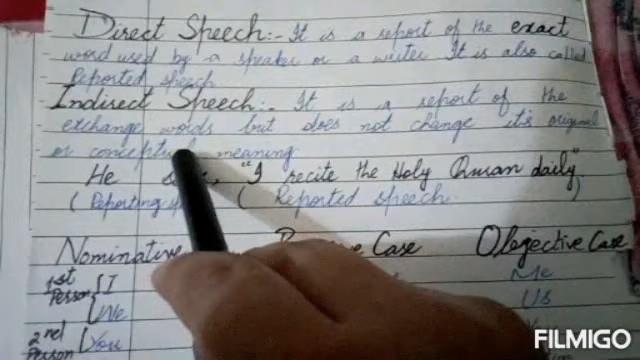 Direct Speech:- It is a report of the exact
word used by a speaker or a writer It is also called
Reported speech
Indirect Speech:- It is a report of the
exchange words but does not change it's original
or conceptual meaning
He "I recite the Holy Quran daily"
(Reporting ( Reported speech )
Nominative Case Objective Case
1st Person { I Me
We Us
2nd Person { You
FILMIGO